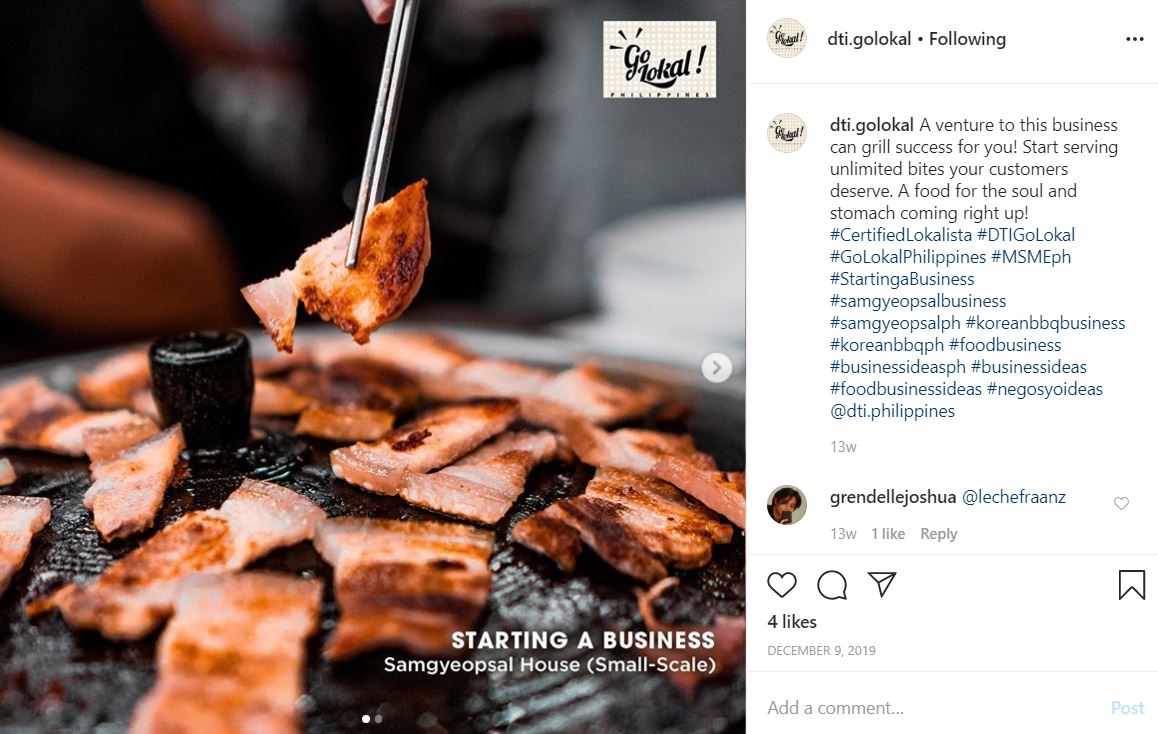 Go
Lokal!
PHILIPPINES
STARTING A BUSINESS
Samgyeopsal House (Small-Scale)
dti.golokal • Following
dti.golokal A venture to this business
can grill success for you! Start serving
unlimited bites your customers
deserve. A food for the soul and
stomach coming right up!
#CertifiedLokalista #DTIGoLokal
#GoLokalPhilippines #MSMEph
#StartingaBusiness
#samgyeopsalbusiness
#samgyeopsalph #koreanbbqbusiness
#koreanbbqph #foodbusiness
#businessideasph #businessideas
#foodbusinessideas #negosyoideas
@dti.philippines
13w
grendellejoshua @lechefraanz
13w 1 like Reply
4 likes
DECEMBER 9, 2019
Add a comment... Post